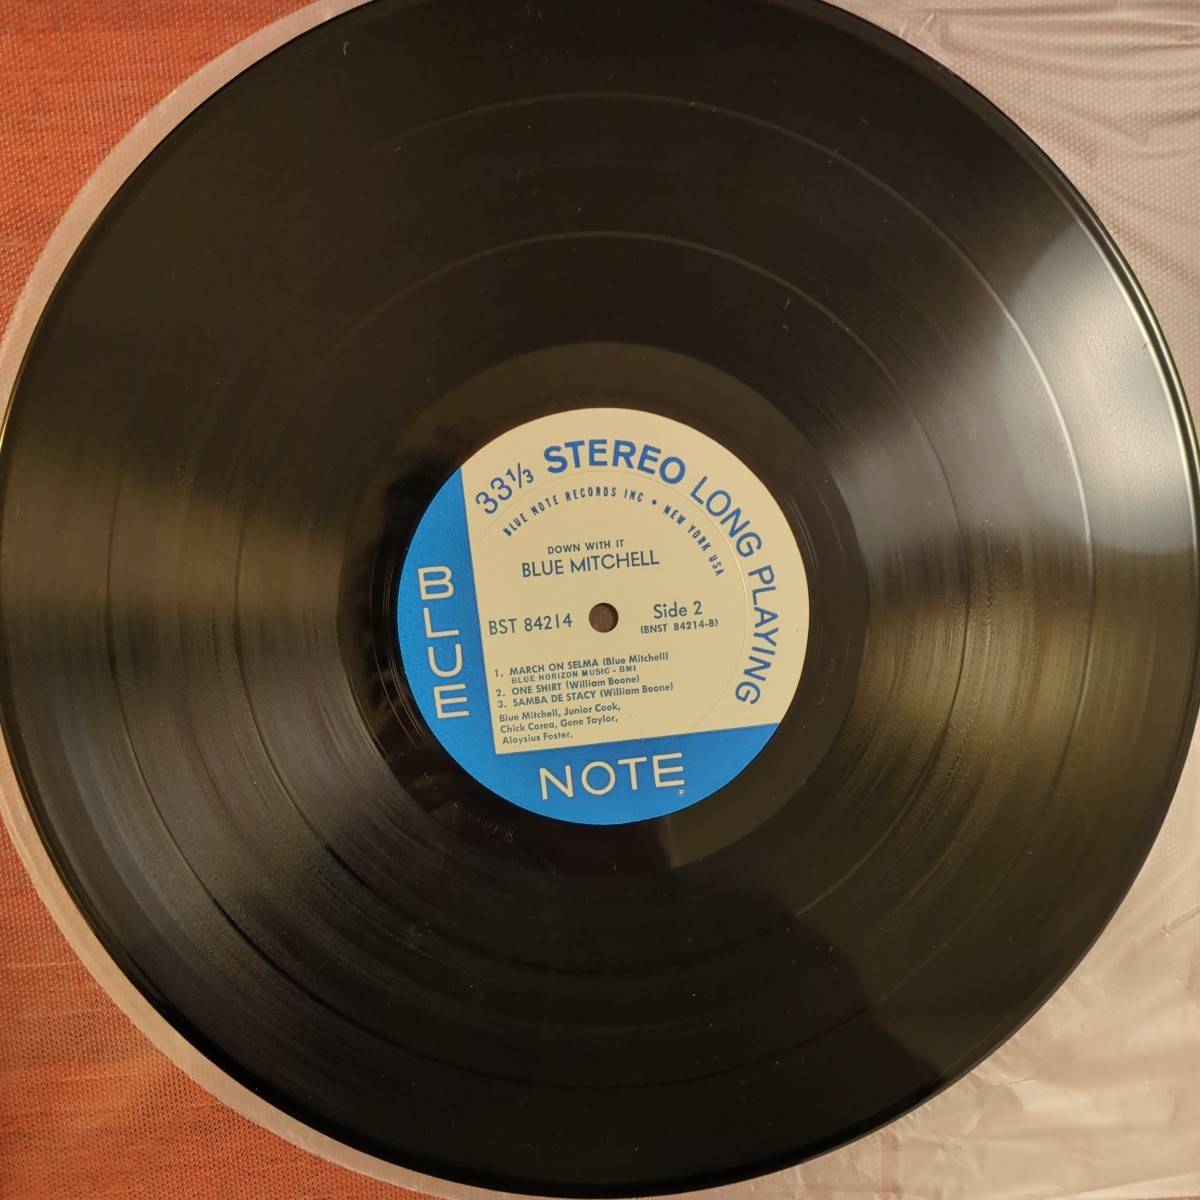 33⅓ STEREO LONG PLAYING
BLUE NOTE RECORDS INC • NEW YORK USA
DOWN WITH IT
BLUE MITCHELL
BST 84214
Side 2
(BNST 84214-B)
1. MARCH ON SELMA (Blue Mitchell)
BLUE HORIZON MUSIC - BMI
2. ONE SHIRT (William Boone)
3. SAMBA DE STACY (William Boone)
Blue Mitchell, Junior Cook,
Chick Corea, Gene Taylor,
Aloysius Foster.
BLUE
NOTE
®